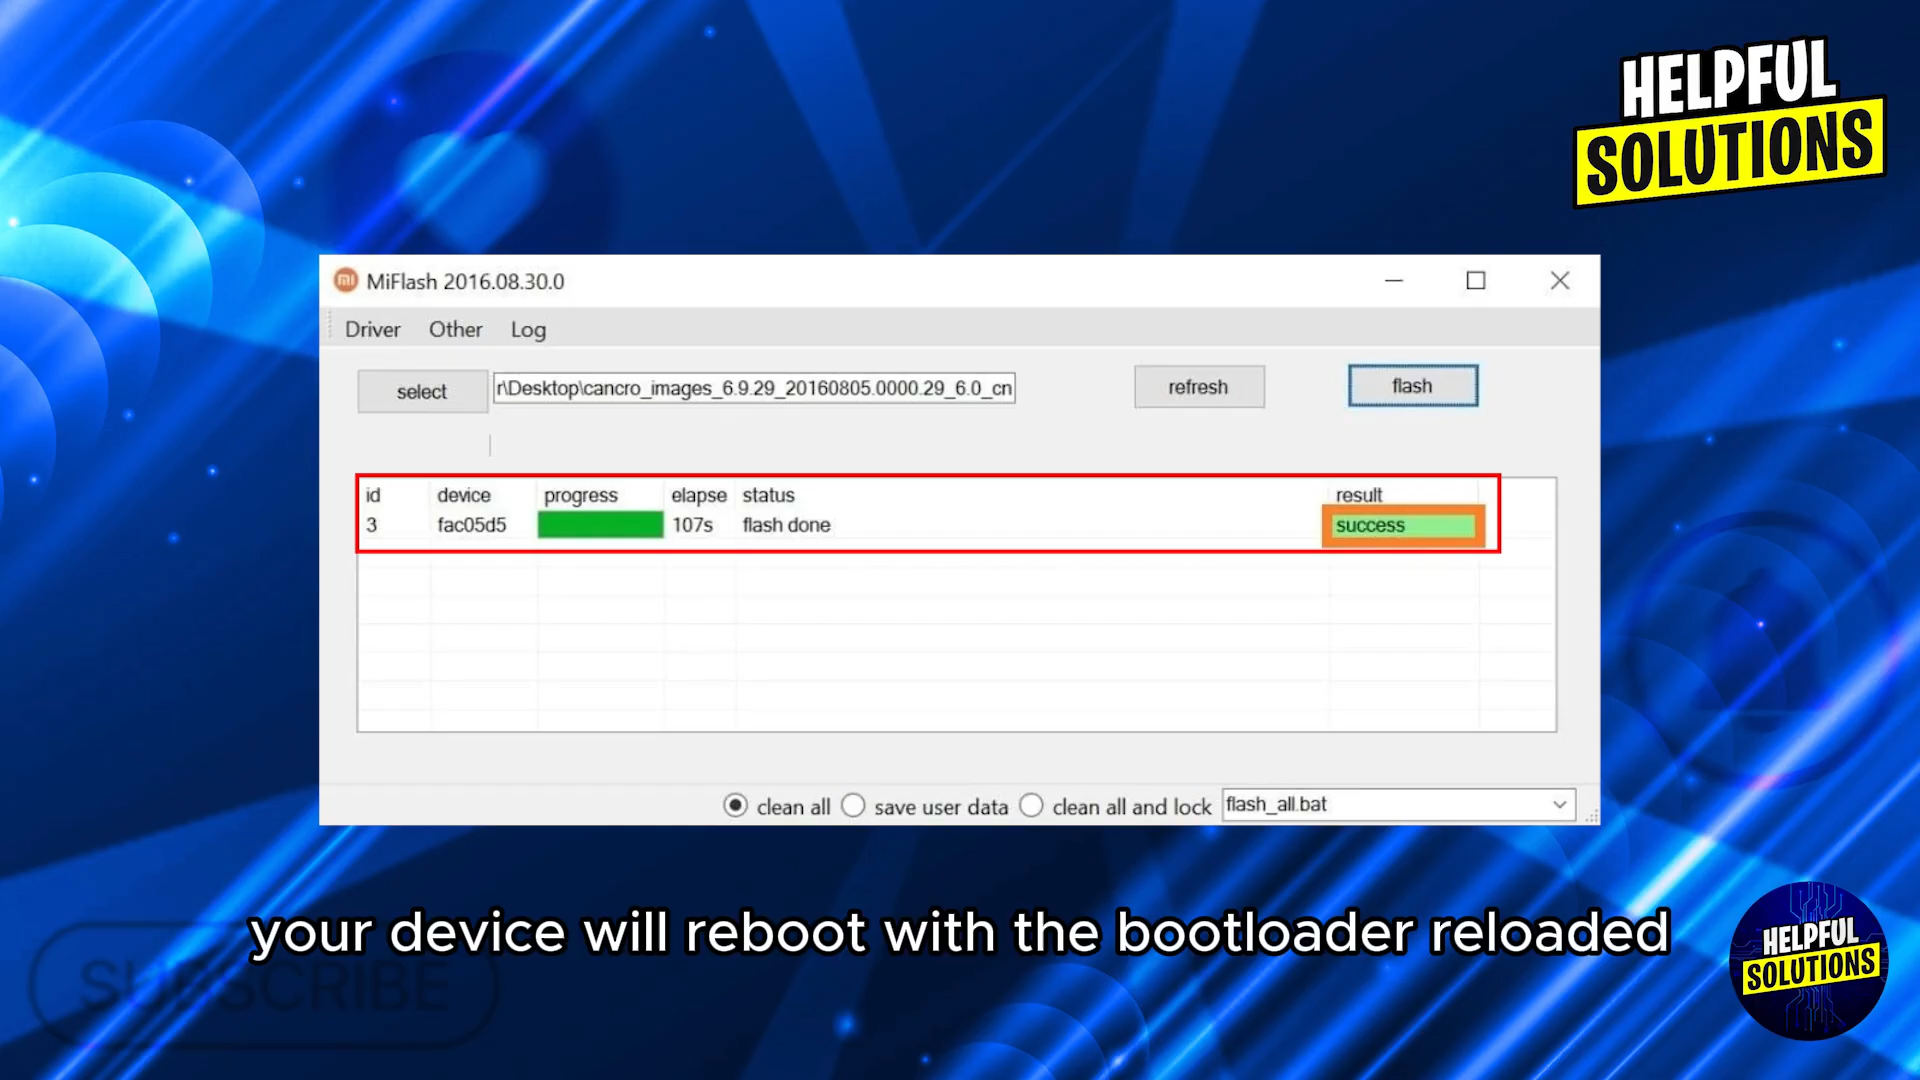 HELPFUL
SOLUTIONS
MiFlash 2016.08.30.0
Driver Other Log
select r\Desktop\cancro_images_6.9.29_20160805.0000.29_6.0_cn refresh flash
id device progress elapse status result
3 fac05d5 107s flash done success
clean all save user data clean all and lock flash_all.bat
your device will reboot with the bootloader reloaded
SUBSCRIBE
HELPFUL
SOLUTIONS